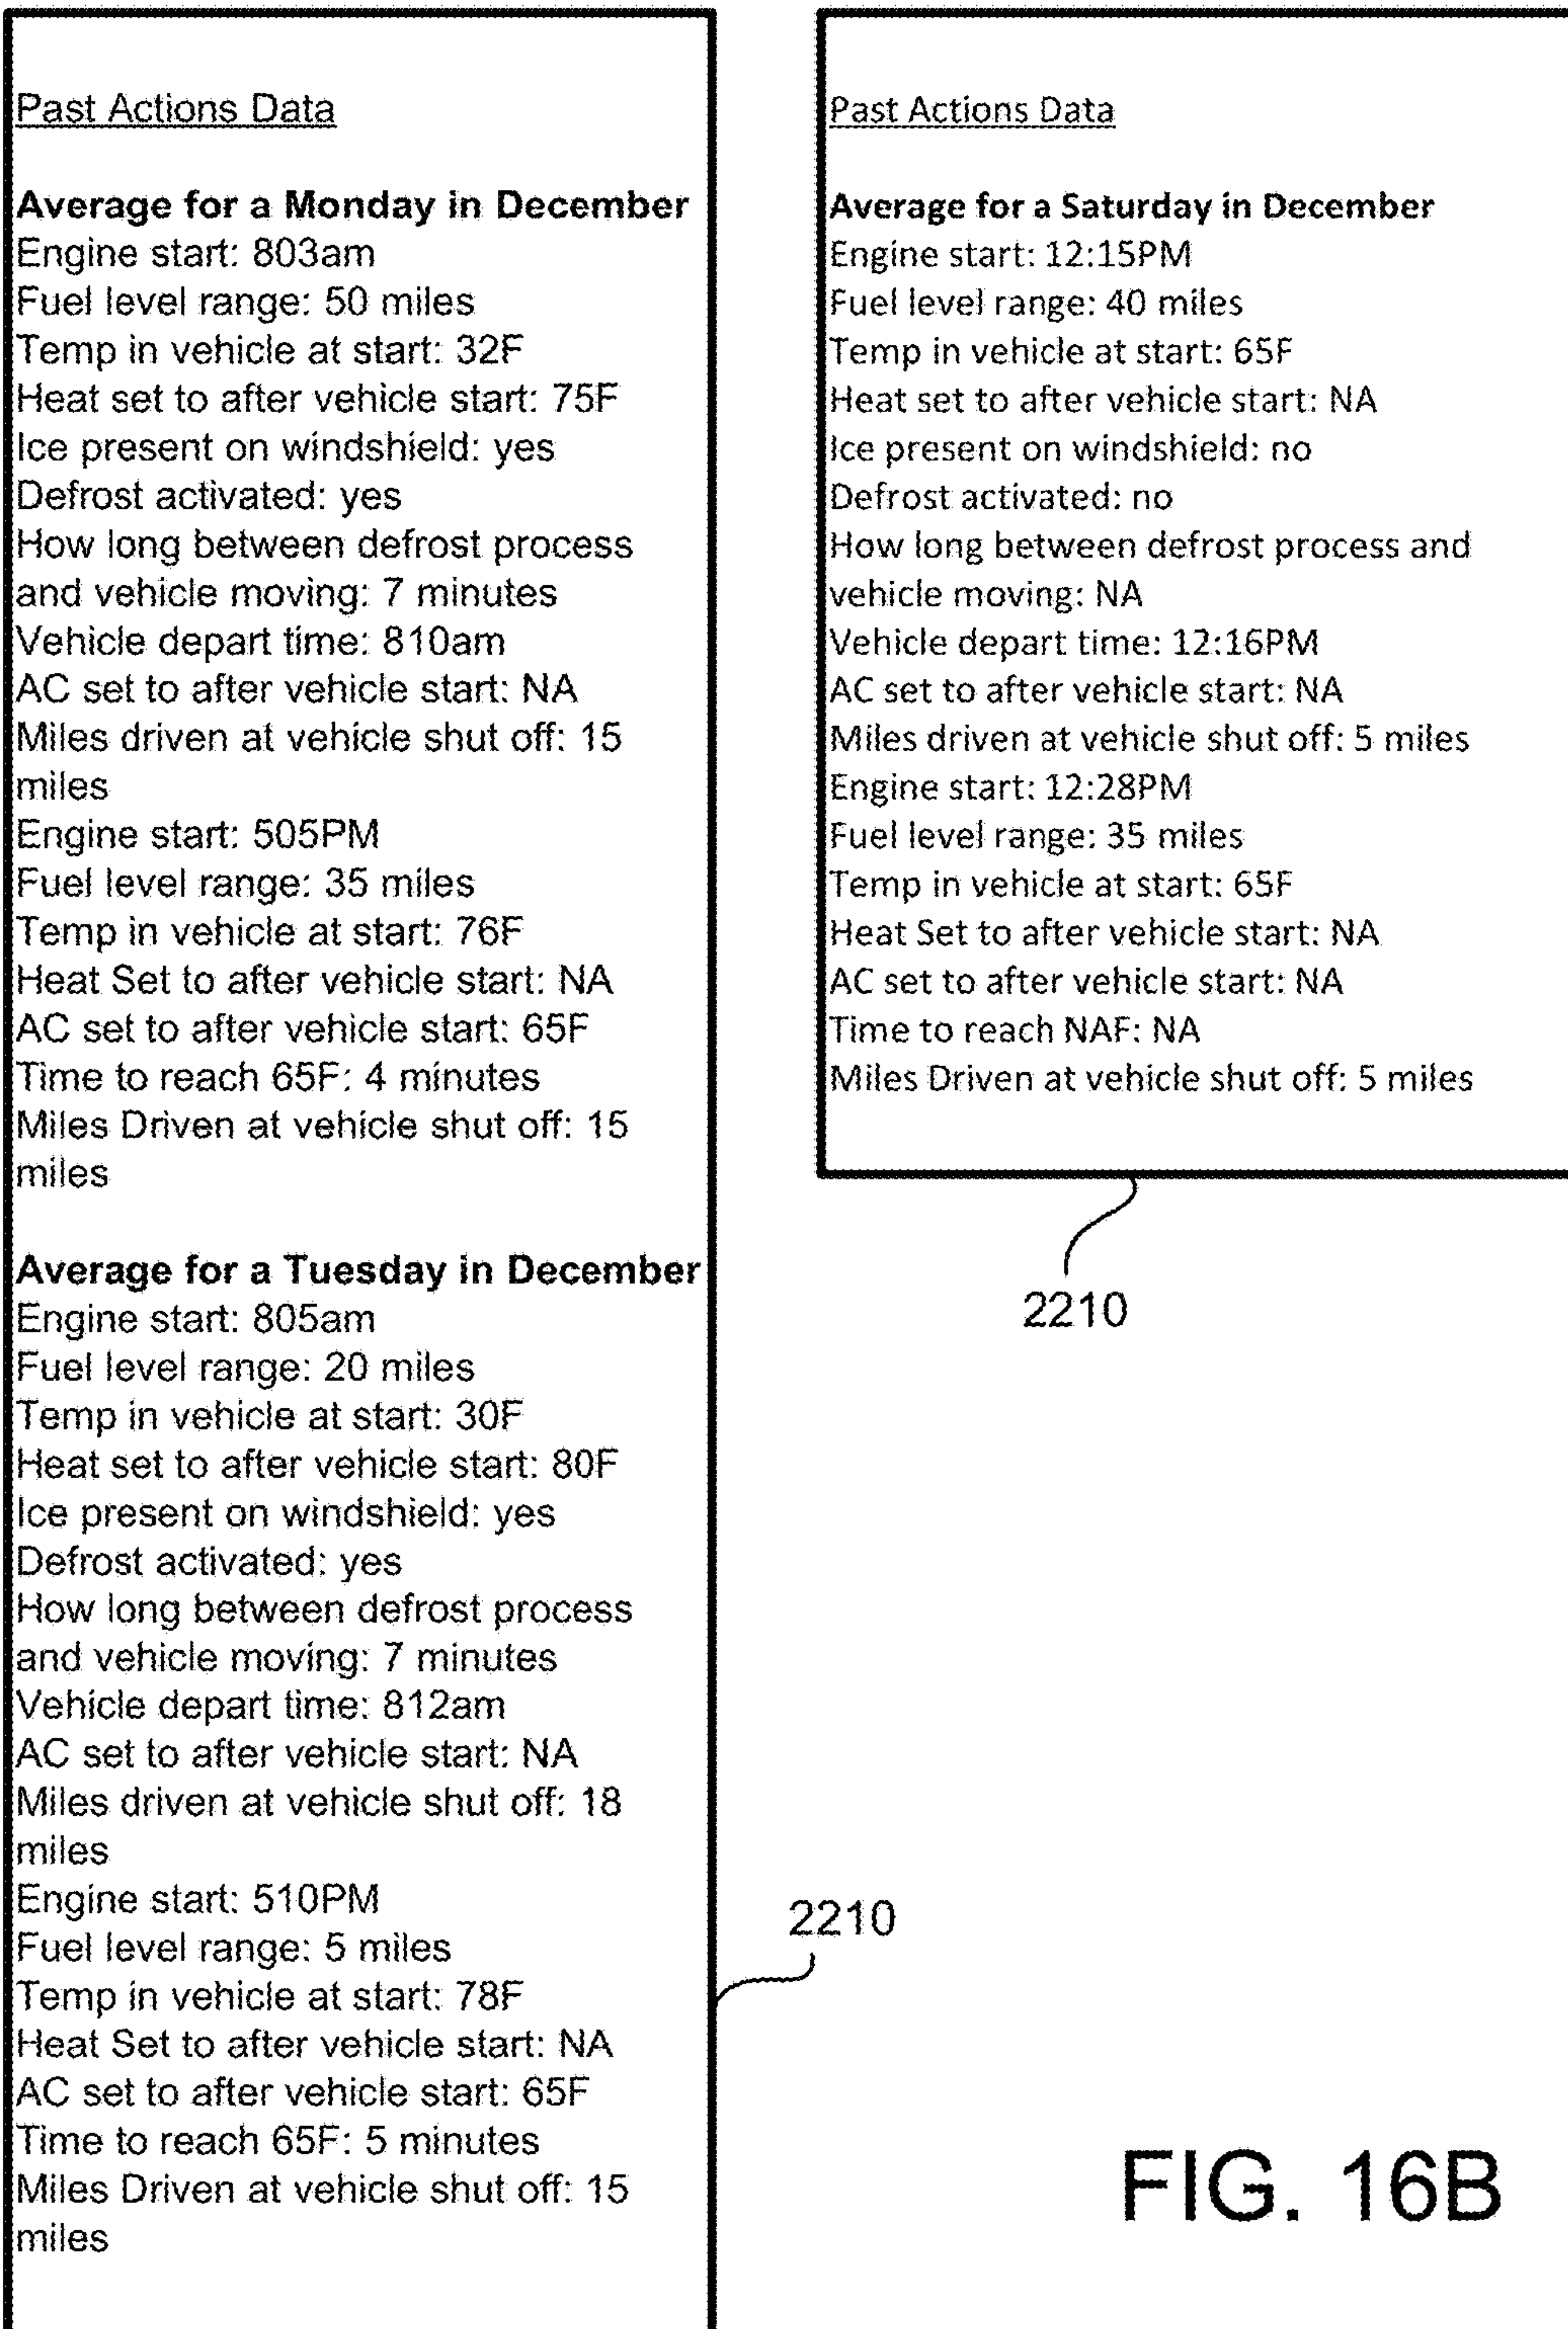 Past Actions Data
Average for a Monday in December
Engine start: 803am
Fuel level range: 50 miles
Temp in vehicle at start: 32F
Heat set to after vehicle start: 75F
Ice present on windshield: yes
Defrost activated: yes
How long between defrost process
and vehicle moving: 7 minutes
Vehicle depart time: 810am
AC set to after vehicle start: NA
Miles driven at vehicle shut off: 15
miles
Engine start: 505PM
Fuel level range: 35 miles
Temp in vehicle at start: 76F
Heat Set to after vehicle start: NA
AC set to after vehicle start: 65F
Time to reach 65F: 4 minutes
Miles Driven at vehicle shut off: 15
miles
Average for a Tuesday in December
Engine start: 805am
Fuel level range: 20 miles
Temp in vehicle at start: 30F
Heat set to after vehicle start: 80F
Ice present on windshield: yes
Defrost activated: yes
How long between defrost process
and vehicle moving: 7 minutes
Vehicle depart time: 812am
AC set to after vehicle start: NA
Miles driven at vehicle shut off: 18
miles
Engine start: 510PM
Fuel level range: 5 miles
Temp in vehicle at start: 78F
Heat Set to after vehicle start: NA
AC set to after vehicle start: 65F
Time to reach 65F: 5 minutes
Miles Driven at vehicle shut off: 15
miles
2210
Past Actions Data
Average for a Saturday in December
Engine start: 12:15PM
Fuel level range: 40 miles
Temp in vehicle at start: 65F
Heat set to after vehicle start: NA
Ice present on windshield: no
Defrost activated: no
How long between defrost process and
vehicle moving: NA
Vehicle depart time: 12:16PM
AC set to after vehicle start: NA
Miles driven at vehicle shut off: 5 miles
Engine start: 12:28PM
Fuel level range: 35 miles
Temp in vehicle at start: 65F
Heat Set to after vehicle start: NA
AC set to after vehicle start: NA
Time to reach NAF: NA
Miles Driven at vehicle shut off: 5 miles
2210
FIG. 16B